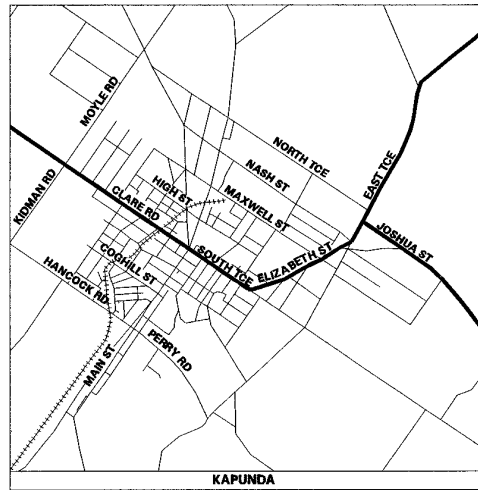 MOYLE RD
NORTH TCE
NASH ST
KIDMAN RD
HIGH ST
MAXWELL ST
EAST TCE
CLARE RD
JOSHUA ST
COGHILL ST
SOUTH TCE
ELIZABETH ST
HANCOCK RD
MAIN ST
PERRY RD
KAPUNDA